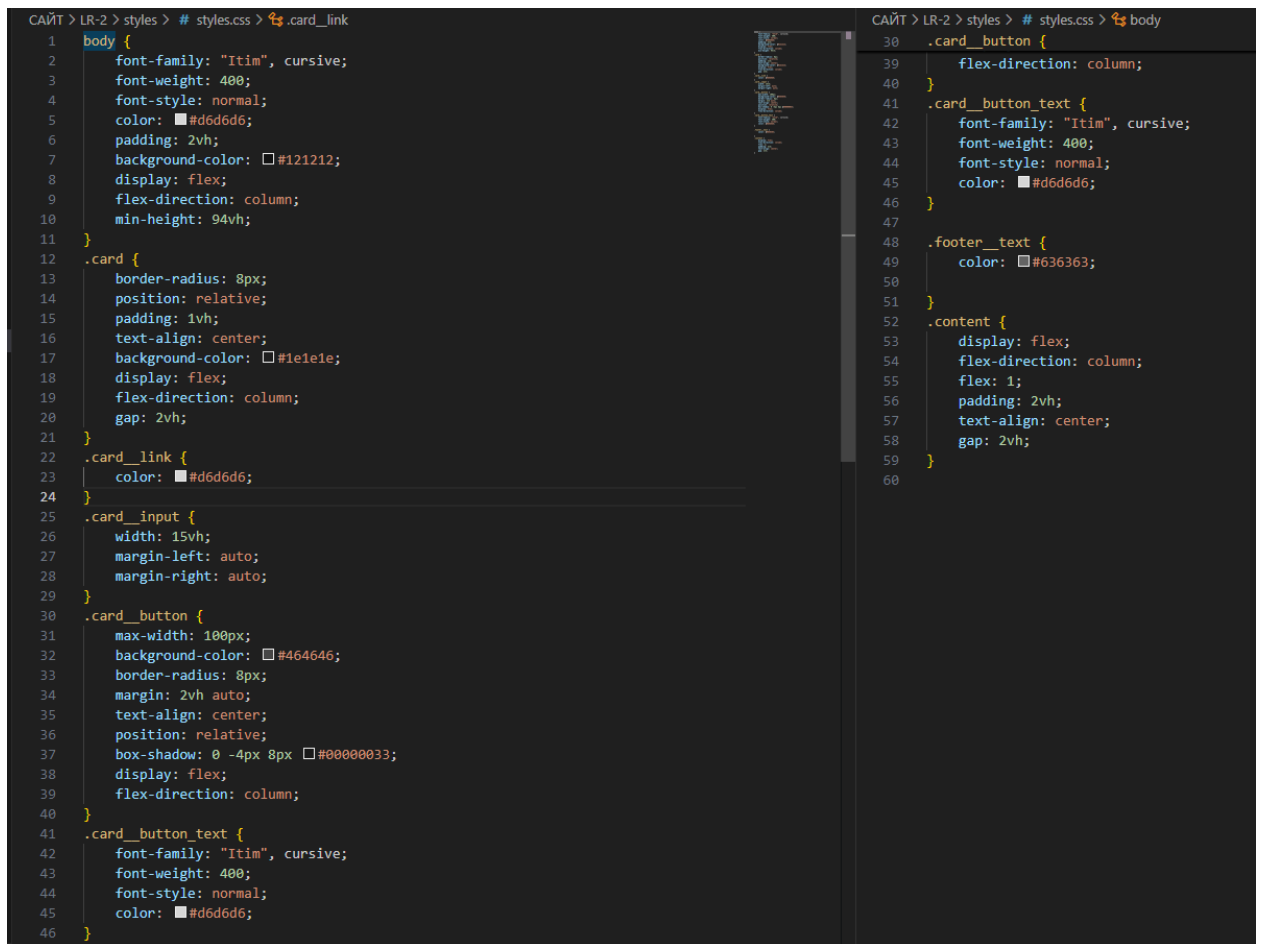 САЙТ > LR-2 > styles > # styles.css > .card__link
1 body {
2 font-family: "Itim", cursive;
3 font-weight: 400;
4 font-style: normal;
5 color: #d6d6d6;
6 padding: 2vh;
7 background-color: #121212;
8 display: flex;
9 flex-direction: column;
10 min-height: 94vh;
11 }
12 .card {
13 border-radius: 8px;
14 position: relative;
15 padding: 1vh;
16 text-align: center;
17 background-color: #1e1e1e;
18 display: flex;
19 flex-direction: column;
20 gap: 2vh;
21 }
22 .card__link {
23 color: #d6d6d6;
24 }
25 .card__input {
26 width: 15vh;
27 margin-left: auto;
28 margin-right: auto;
29 }
30 .card__button {
31 max-width: 100px;
32 background-color: #464646;
33 border-radius: 8px;
34 margin: 2vh auto;
35 text-align: center;
36 position: relative;
37 box-shadow: 0 -4px 8px #00000033;
38 display: flex;
39 flex-direction: column;
40 }
41 .card__button_text {
42 font-family: "Itim", cursive;
43 font-weight: 400;
44 font-style: normal;
45 color: #d6d6d6;
46 }
САЙТ > LR-2 > styles > # styles.css > body
30 .card__button {
39 flex-direction: column;
40 }
41 .card__button_text {
42 font-family: "Itim", cursive;
43 font-weight: 400;
44 font-style: normal;
45 color: #d6d6d6;
46 }
47
48 .footer__text {
49 color: #636363;
50
51 }
52 .content {
53 display: flex;
54 flex-direction: column;
55 flex: 1;
56 padding: 2vh;
57 text-align: center;
58 gap: 2vh;
59 }
60